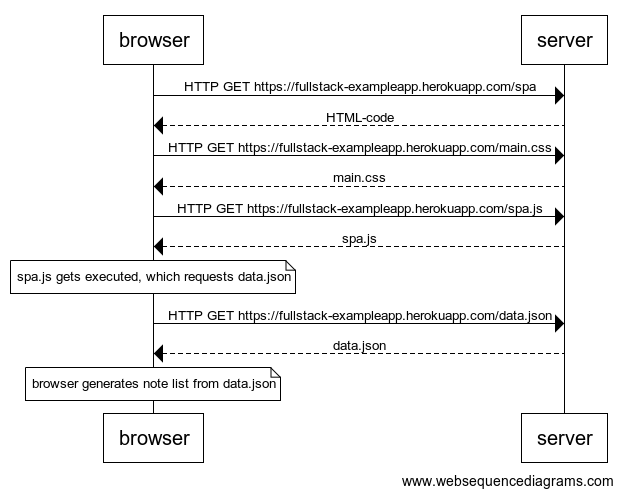 browser
server
HTTP GET https://fullstack-exampleapp.herokuapp.com/spa
HTML-code
HTTP GET https://fullstack-exampleapp.herokuapp.com/main.css
main.css
HTTP GET https://fullstack-exampleapp.herokuapp.com/spa.js
spa.js
spa.js gets executed, which requests data.json
HTTP GET https://fullstack-exampleapp.herokuapp.com/data.json
data.json
browser generates note list from data.json
browser
server
www.websequencediagrams.com